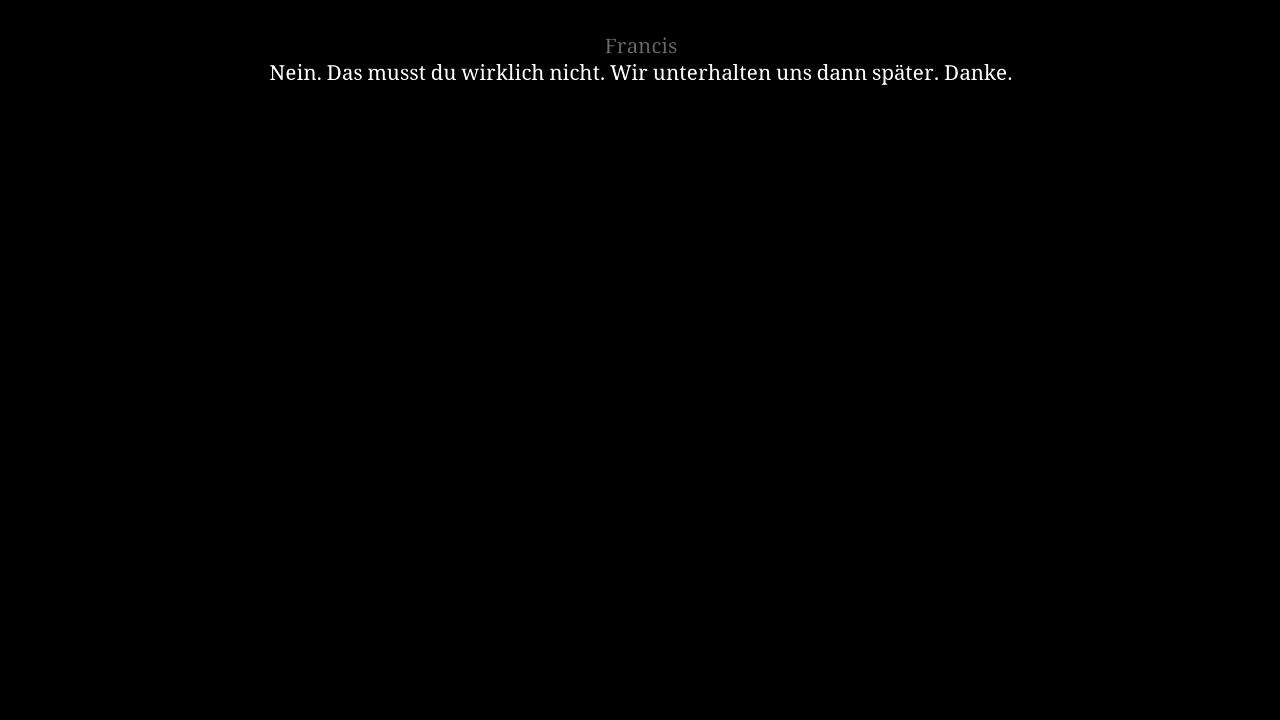 Francis
Nein. Das musst du wirklich nicht. Wir unterhalten uns dann später. Danke.